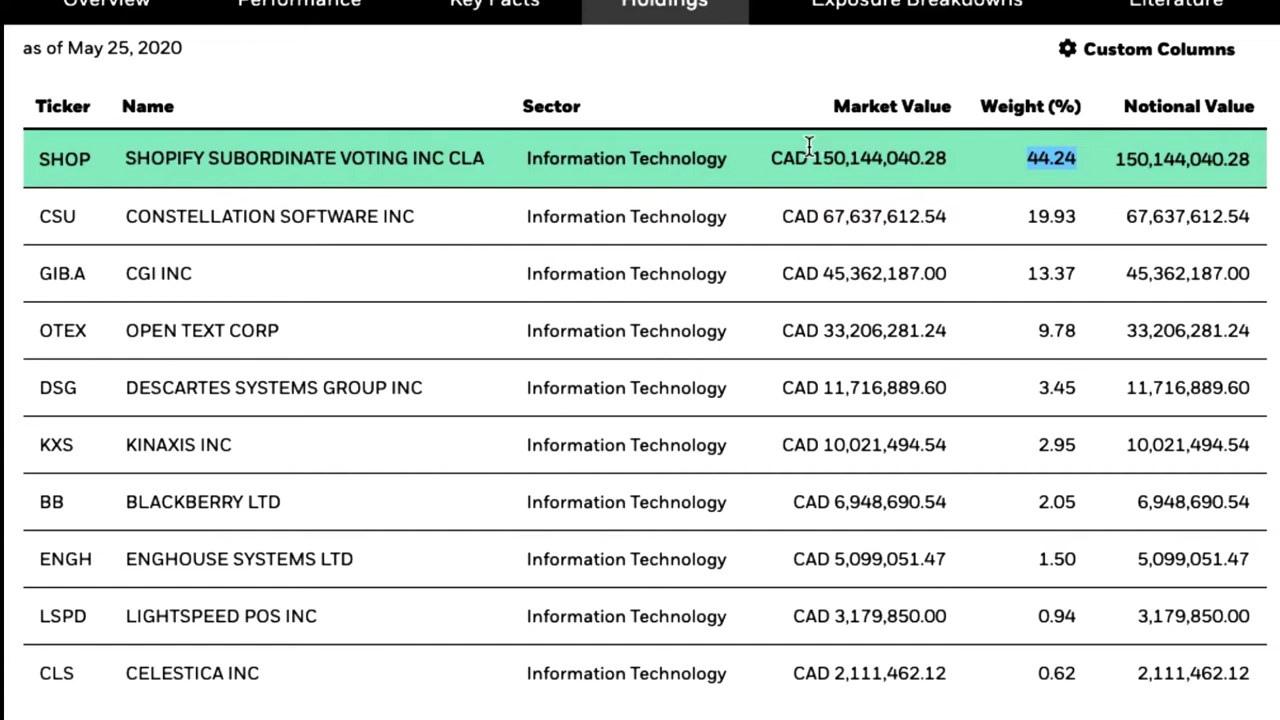 Overview Performance Key Facts Holdings Exposure Breakdowns Literature
as of May 25, 2020 Custom Columns
Ticker Name Sector Market Value Weight (%) Notional Value
SHOP SHOPIFY SUBORDINATE VOTING INC CLA Information Technology CAD 150,144,040.28 44.24 150,144,040.28
CSU CONSTELLATION SOFTWARE INC Information Technology CAD 67,637,612.54 19.93 67,637,612.54
GIB.A CGI INC Information Technology CAD 45,362,187.00 13.37 45,362,187.00
OTEX OPEN TEXT CORP Information Technology CAD 33,206,281.24 9.78 33,206,281.24
DSG DESCARTES SYSTEMS GROUP INC Information Technology CAD 11,716,889.60 3.45 11,716,889.60
KXS KINAXIS INC Information Technology CAD 10,021,494.54 2.95 10,021,494.54
BB BLACKBERRY LTD Information Technology CAD 6,948,690.54 2.05 6,948,690.54
ENGH ENGHOUSE SYSTEMS LTD Information Technology CAD 5,099,051.47 1.50 5,099,051.47
LSPD LIGHTSPEED POS INC Information Technology CAD 3,179,850.00 0.94 3,179,850.00
CLS CELESTICA INC Information Technology CAD 2,111,462.12 0.62 2,111,462.12